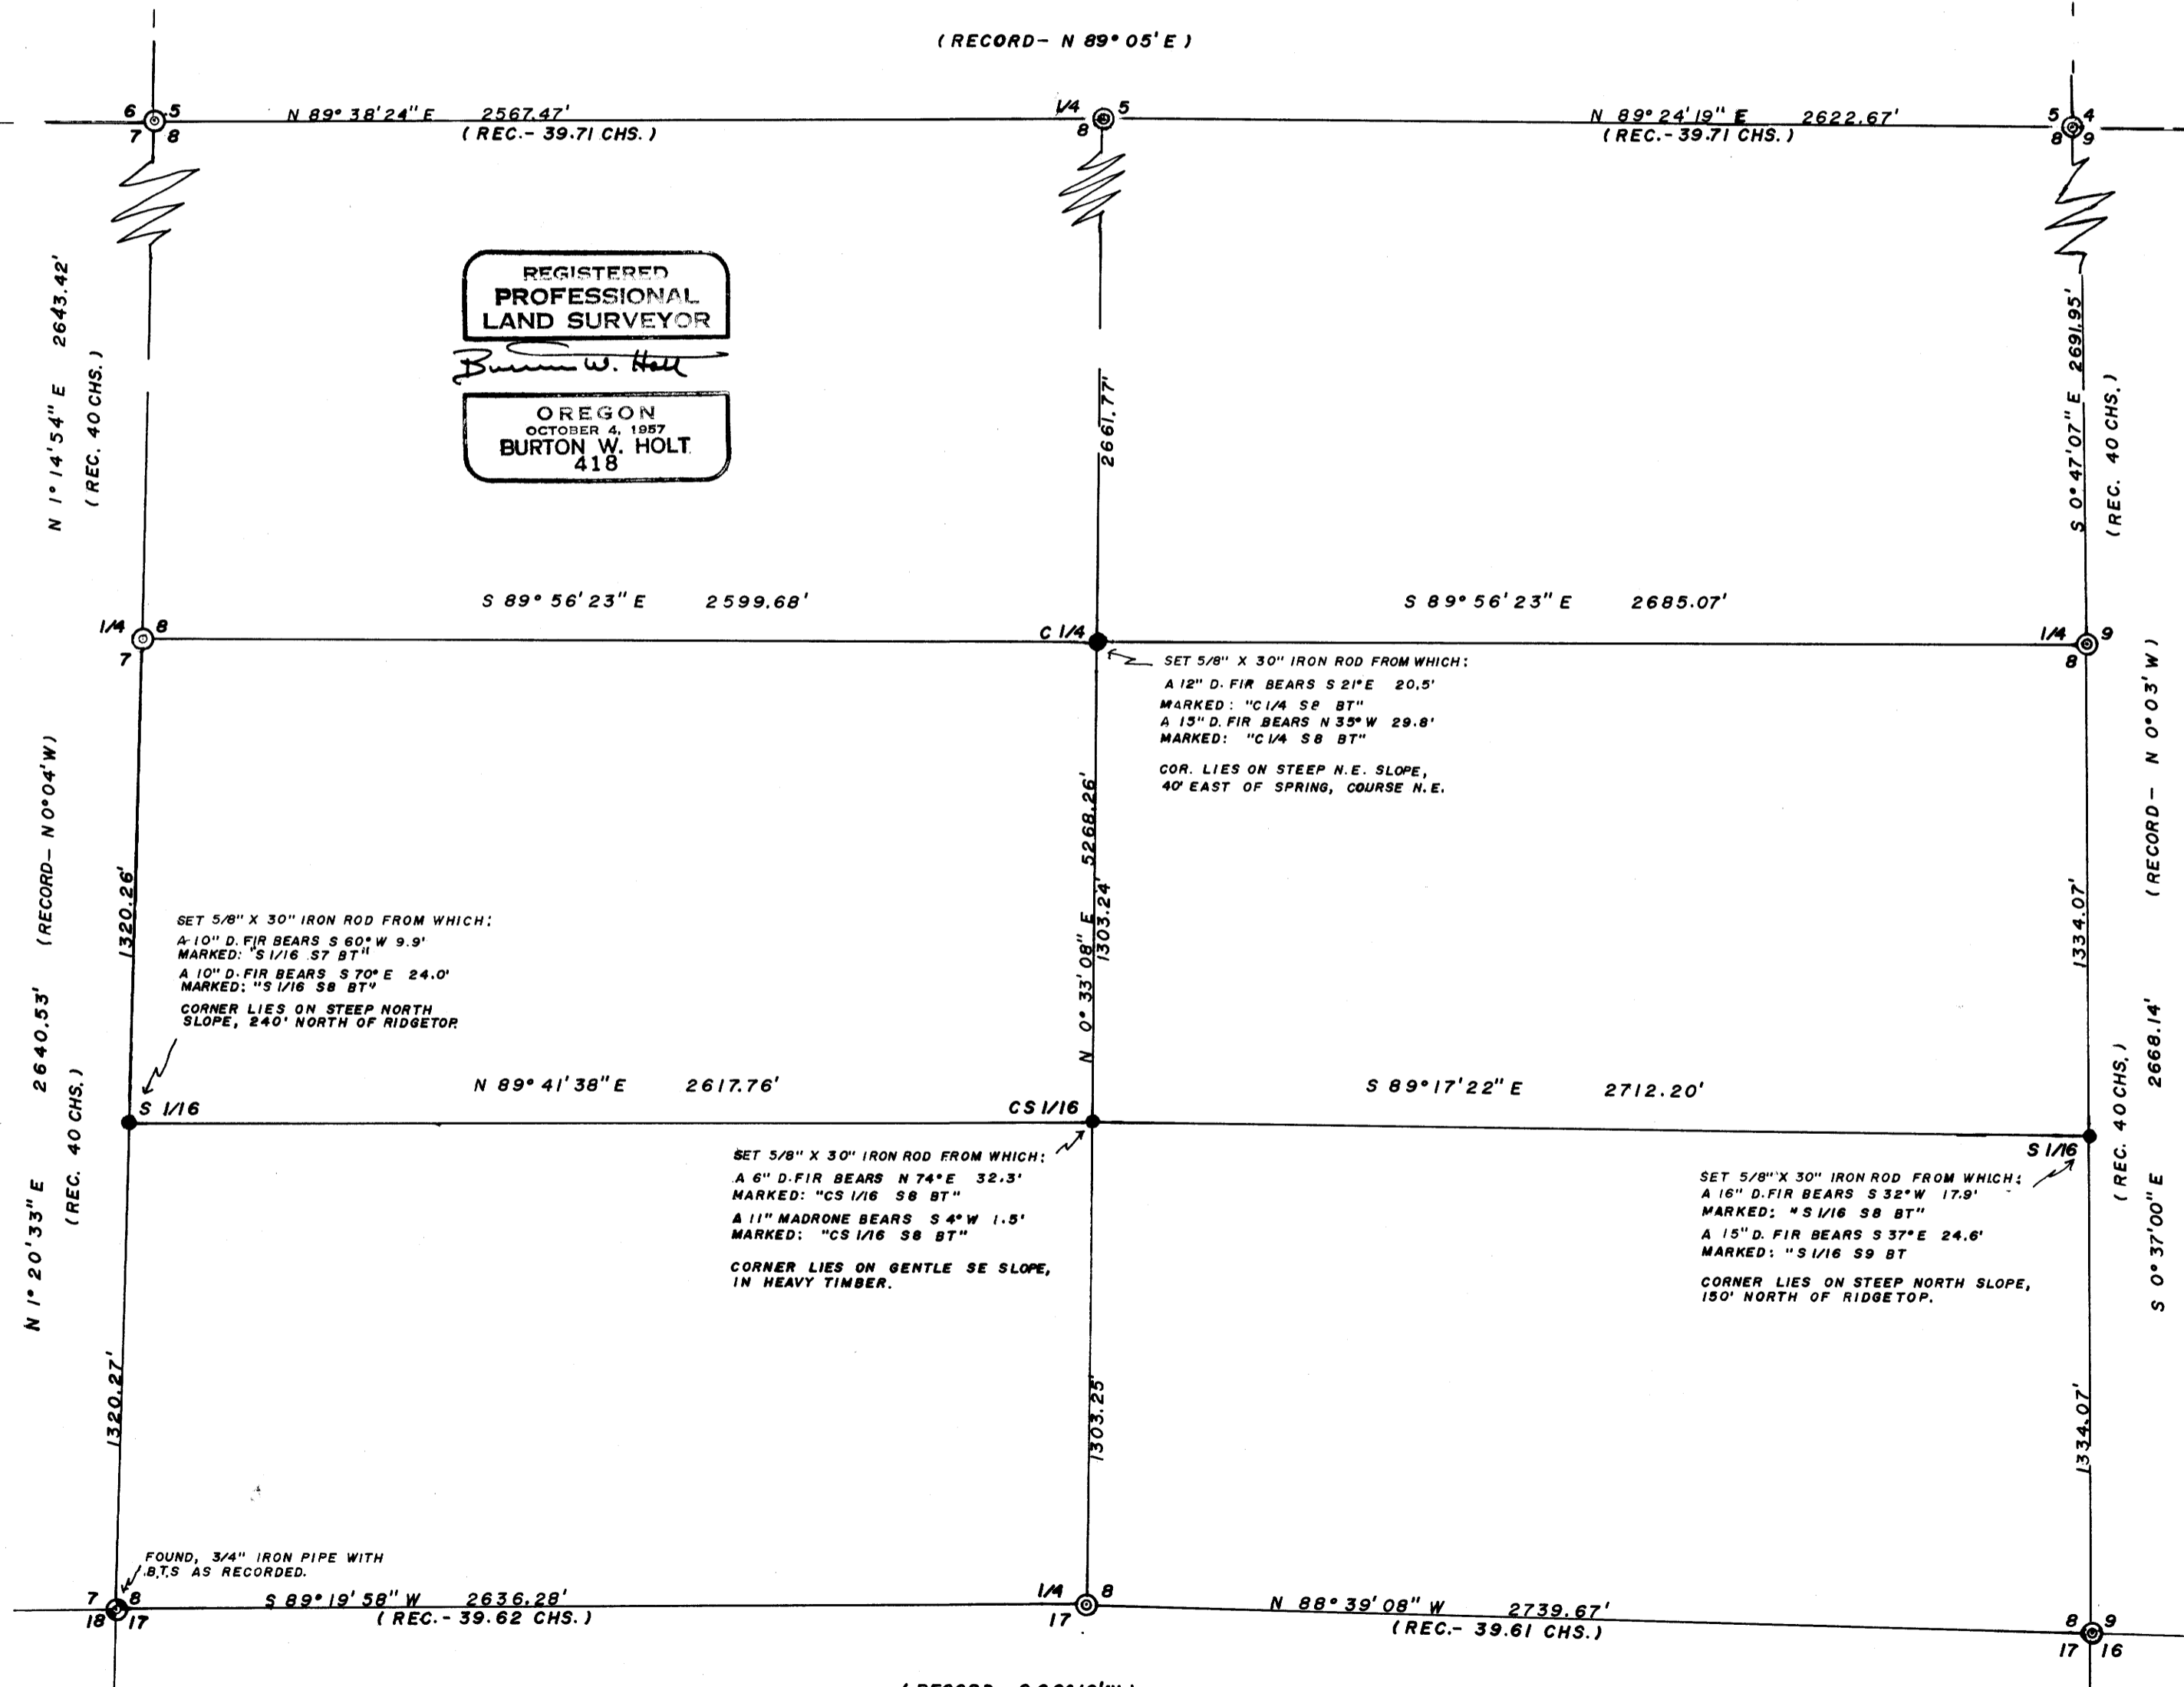 (RECORD- N 89° 05' E)
6 5
7 8
N 89° 38' 24" E 2567.47'
(REC.- 39.71 CHS.)
1/4 5
8
N 89° 24' 19" E 2622.67'
(REC.- 39.71 CHS.)
5 4
8 9
N 1° 14' 54" E 2643.42'
(REC. 40 CHS.)
REGISTERED
PROFESSIONAL
LAND SURVEYOR
OREGON
OCTOBER 4, 1957
BURTON W. HOLT
418
2661.77'
S 0° 47' 07" E 2691.95'
(REC. 40 CHS.)
S 89° 56' 23" E 2599.68'
S 89° 56' 23" E 2685.07'
1/4 8
7
C 1/4
1/4 9
8
SET 5/8" X 30" IRON ROD FROM WHICH:
A 12" D. FIR BEARS S 21° E 20.5'
MARKED: "C 1/4 S8 BT"
A 15" D. FIR BEARS N 35° W 29.8'
MARKED: "C 1/4 S8 BT"
COR. LIES ON STEEP N.E. SLOPE,
40' EAST OF SPRING, COURSE N.E.
(RECORD- N 0° 04' W)
1320.26'
N 0° 33' 08" E 5268.26'
1303.24'
1334.07'
(RECORD- N 0° 03' W)
SET 5/8" X 30" IRON ROD FROM WHICH:
A 10" D. FIR BEARS S 60° W 9.9'
MARKED: "S 1/16 S7 BT"
A 10" D. FIR BEARS S 70° E 24.0'
MARKED: "S 1/16 S8 BT"
CORNER LIES ON STEEP NORTH
SLOPE, 240' NORTH OF RIDGETOP.
N 1° 20' 33" E 2640.53'
(REC. 40 CHS.)
S 1/16
N 89° 41' 38" E 2617.76'
CS 1/16
S 89° 17' 22" E 2712.20'
S 1/16
(REC. 40 CHS.)
S 0° 37' 00" E 2668.14'
SET 5/8" X 30" IRON ROD FROM WHICH:
A 6" D. FIR BEARS N 74° E 32.3'
MARKED: "CS 1/16 S8 BT"
A 11" MADRONE BEARS S 4° W 1.5'
MARKED: "CS 1/16 S8 BT"
CORNER LIES ON GENTLE SE SLOPE,
IN HEAVY TIMBER.
SET 5/8" X 30" IRON ROD FROM WHICH:
A 16" D. FIR BEARS S 32° W 17.9'
MARKED: "S 1/16 S8 BT"
A 15" D. FIR BEARS S 37° E 24.6'
MARKED: "S 1/16 S9 BT
CORNER LIES ON STEEP NORTH SLOPE,
150' NORTH OF RIDGETOP.
1320.27'
1303.25'
1334.07'
FOUND, 3/4" IRON PIPE WITH
B.T.S AS RECORDED.
7 8
18 17
S 89° 19' 58" W 2636.28'
(REC.- 39.62 CHS.)
1/4 8
17
N 88° 39' 08" W 2739.67'
(REC.- 39.61 CHS.)
8 9
17 16